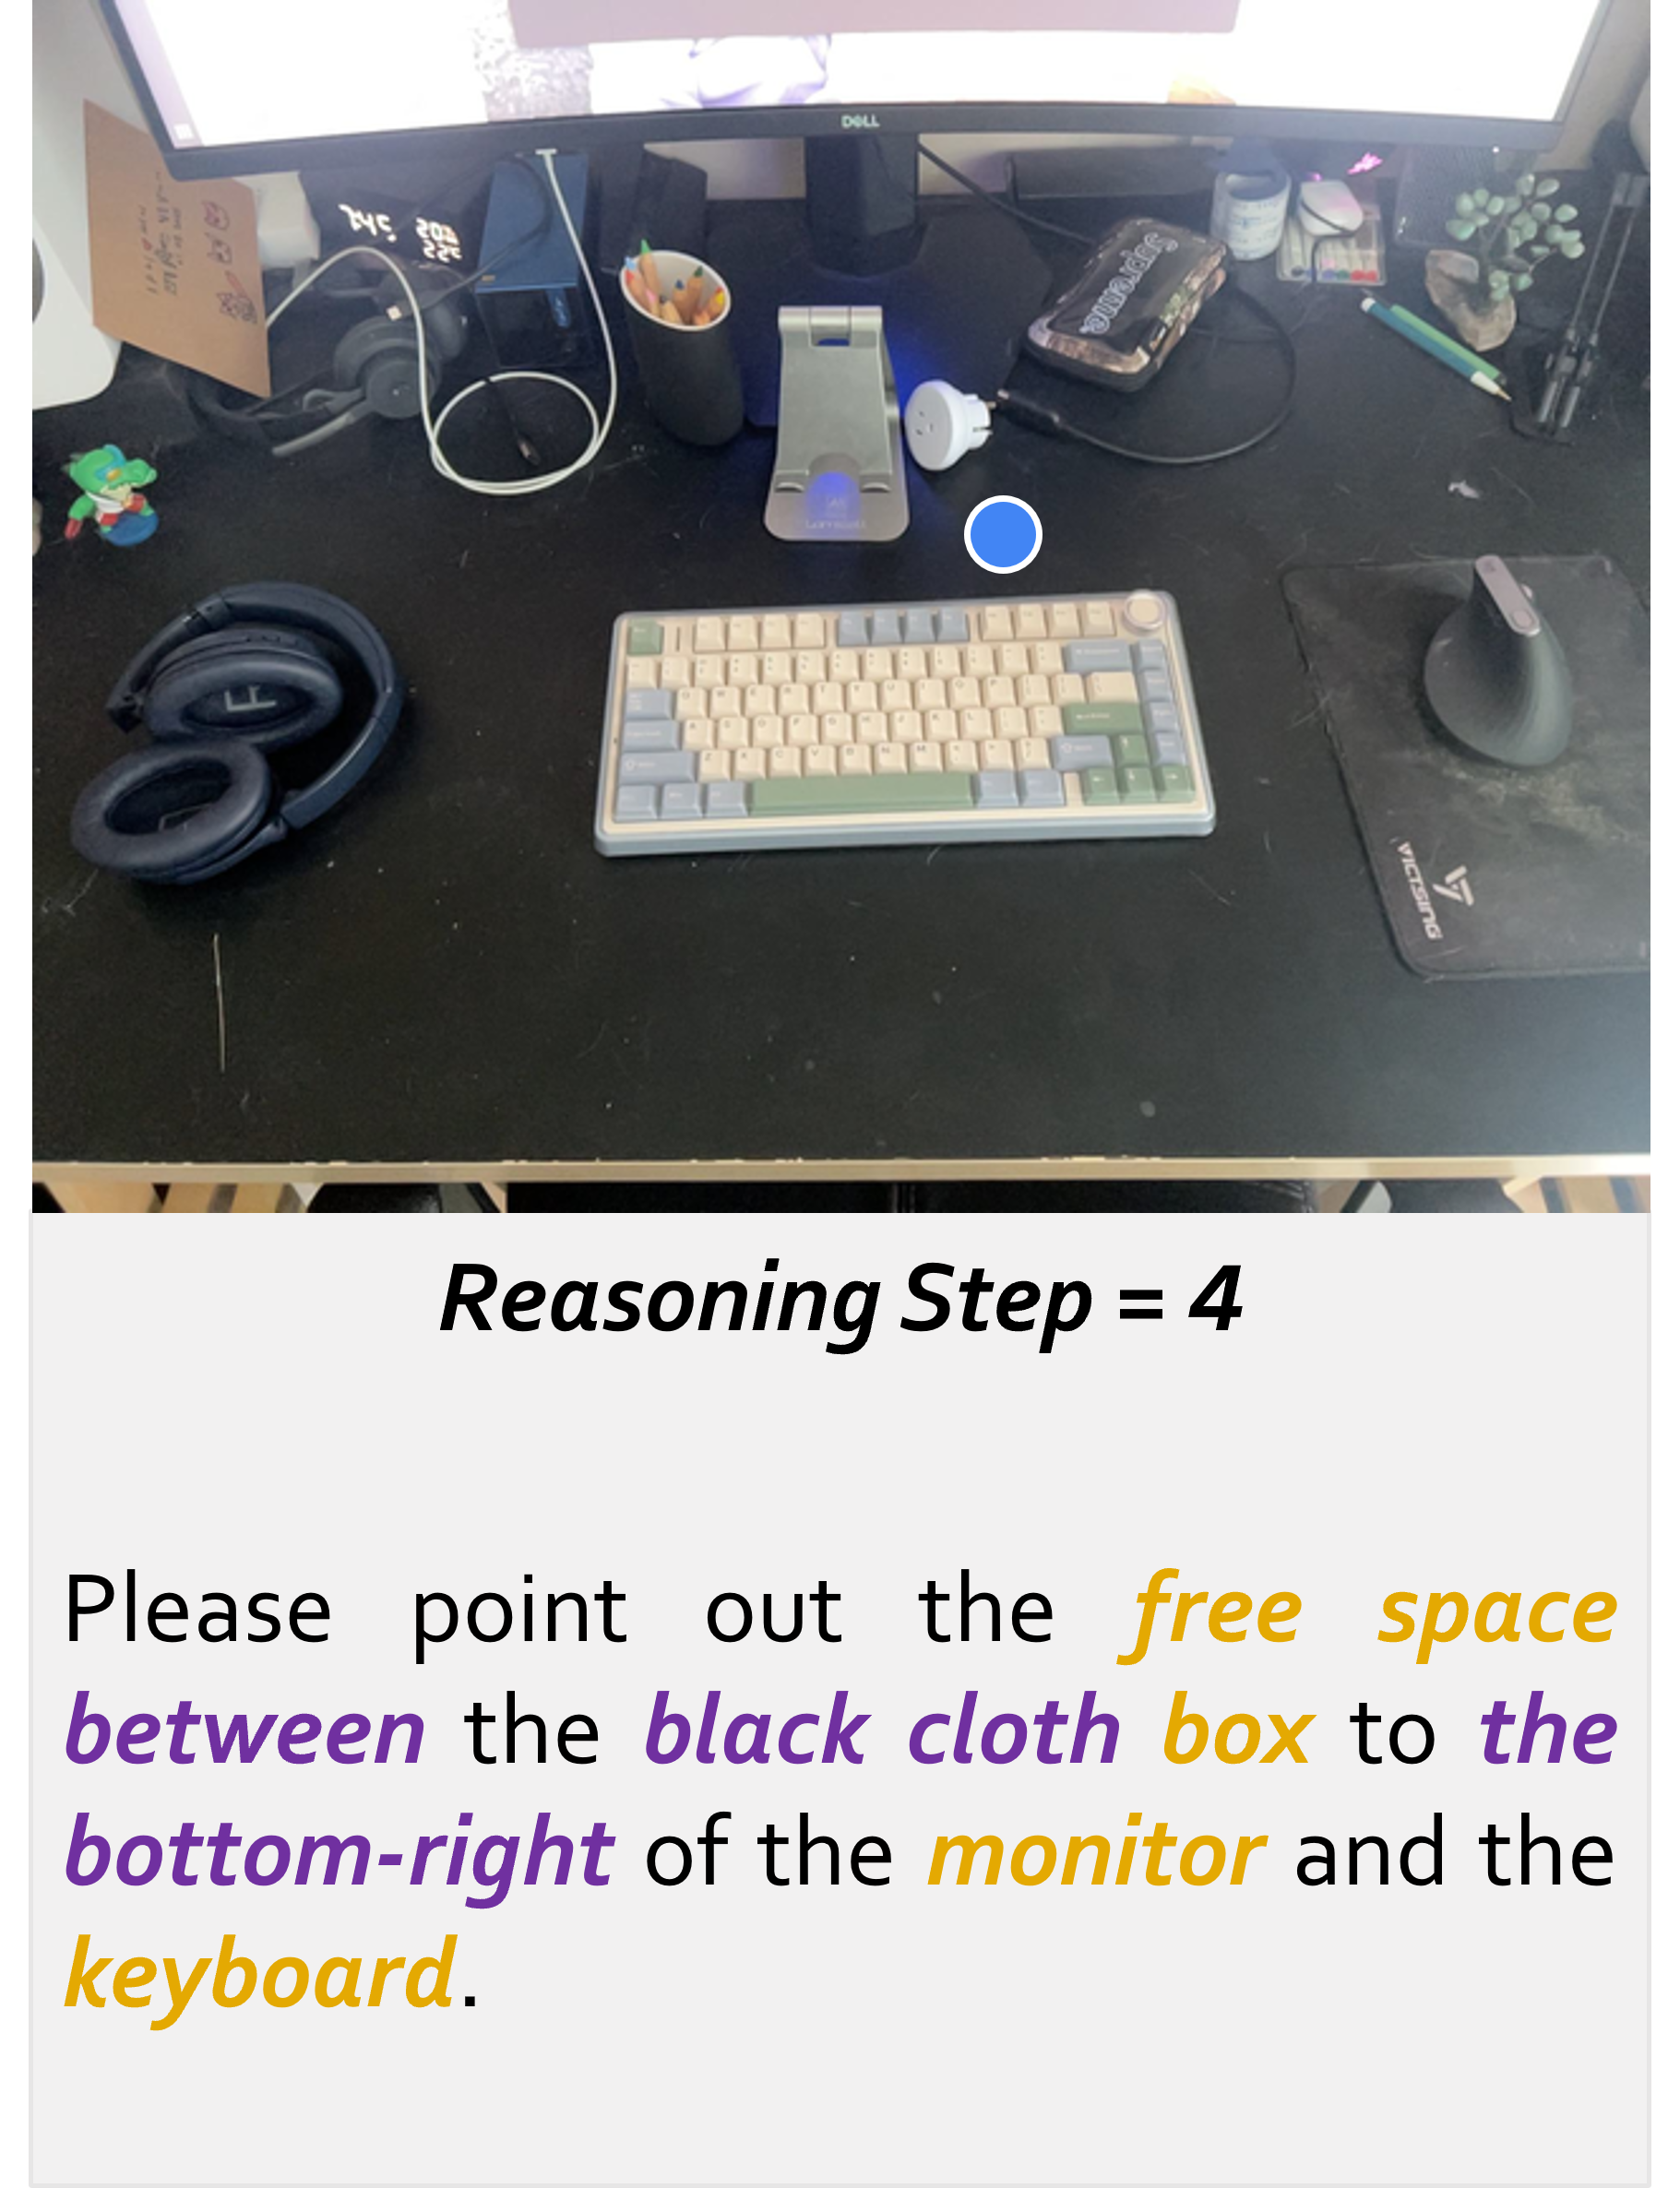 DELL
Supreme
VICTSING
Reasoning Step = 4
Please point out the free space
between the black cloth box to the
bottom-right of the monitor and the
keyboard.